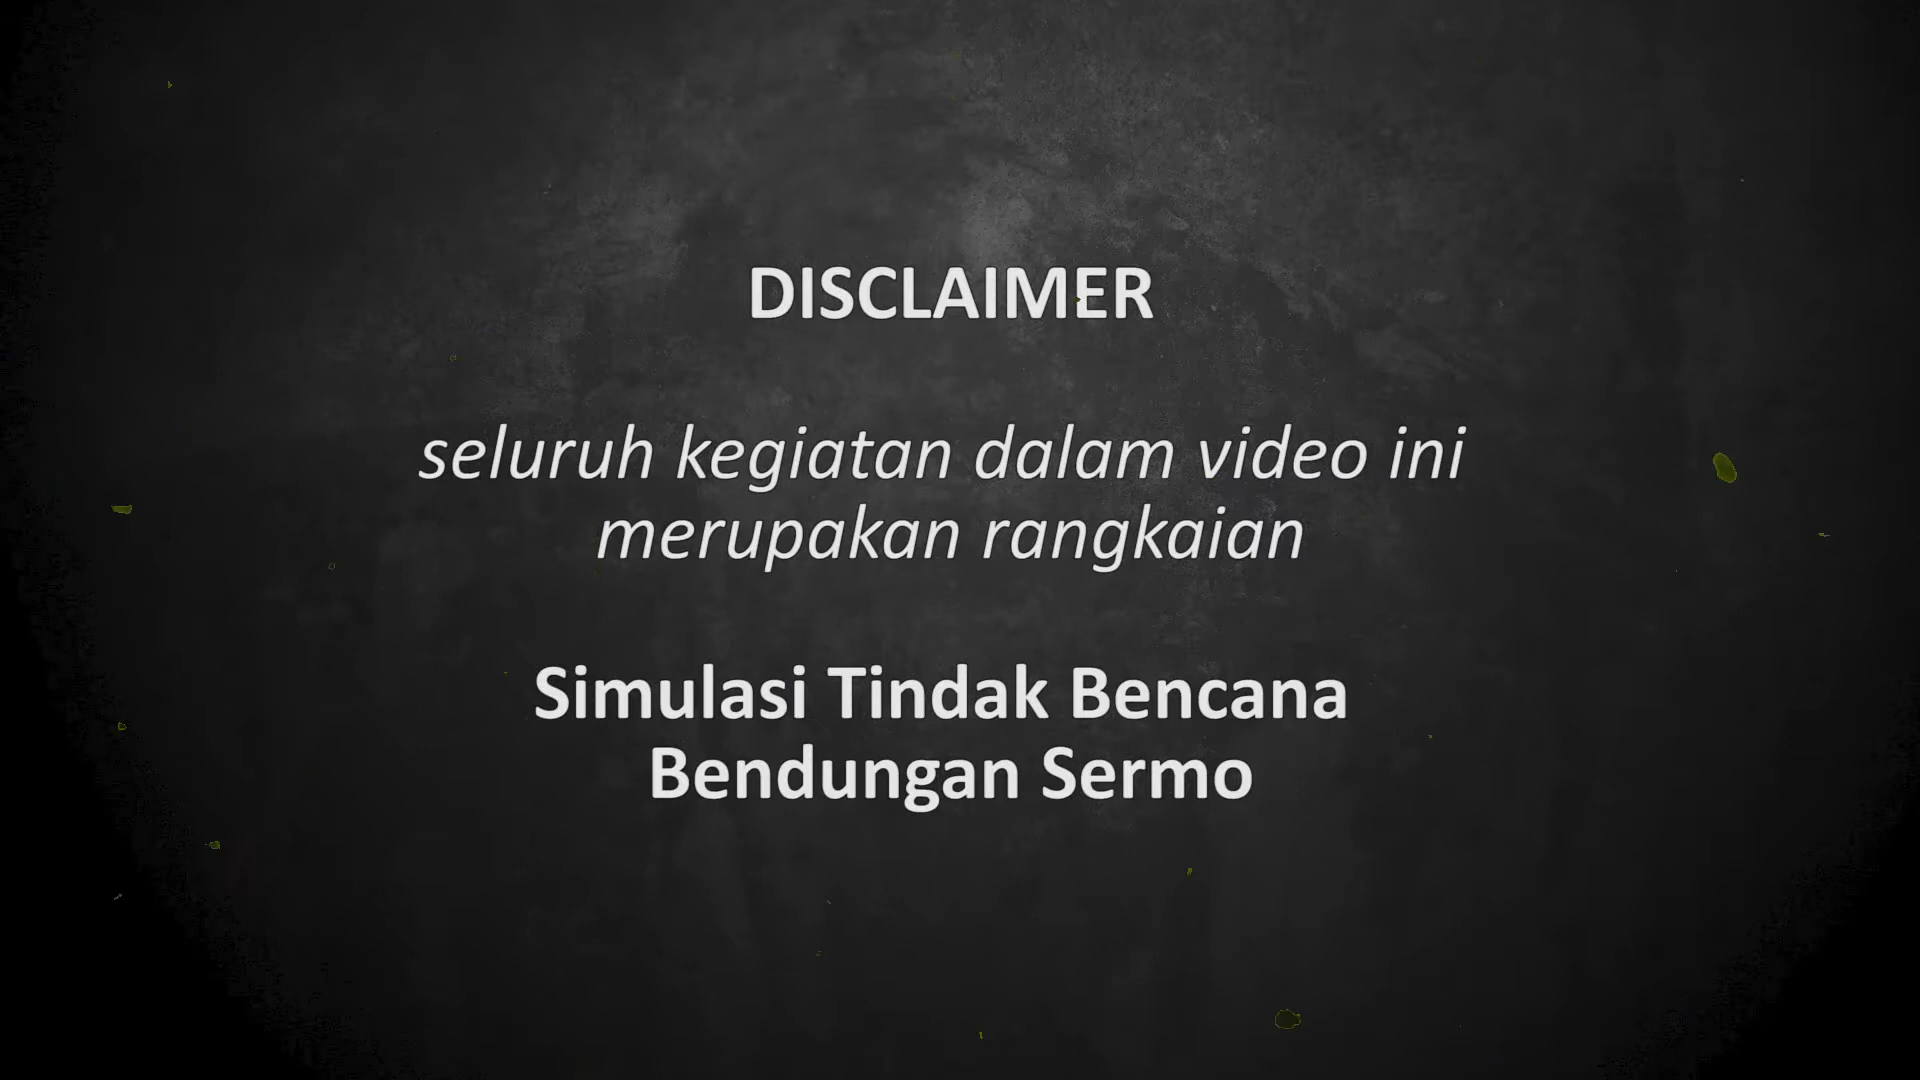 DISCLAIMER
seluruh kegiatan dalam video ini
merupakan rangkaian
Simulasi Tindak Bencana
Bendungan Sermo